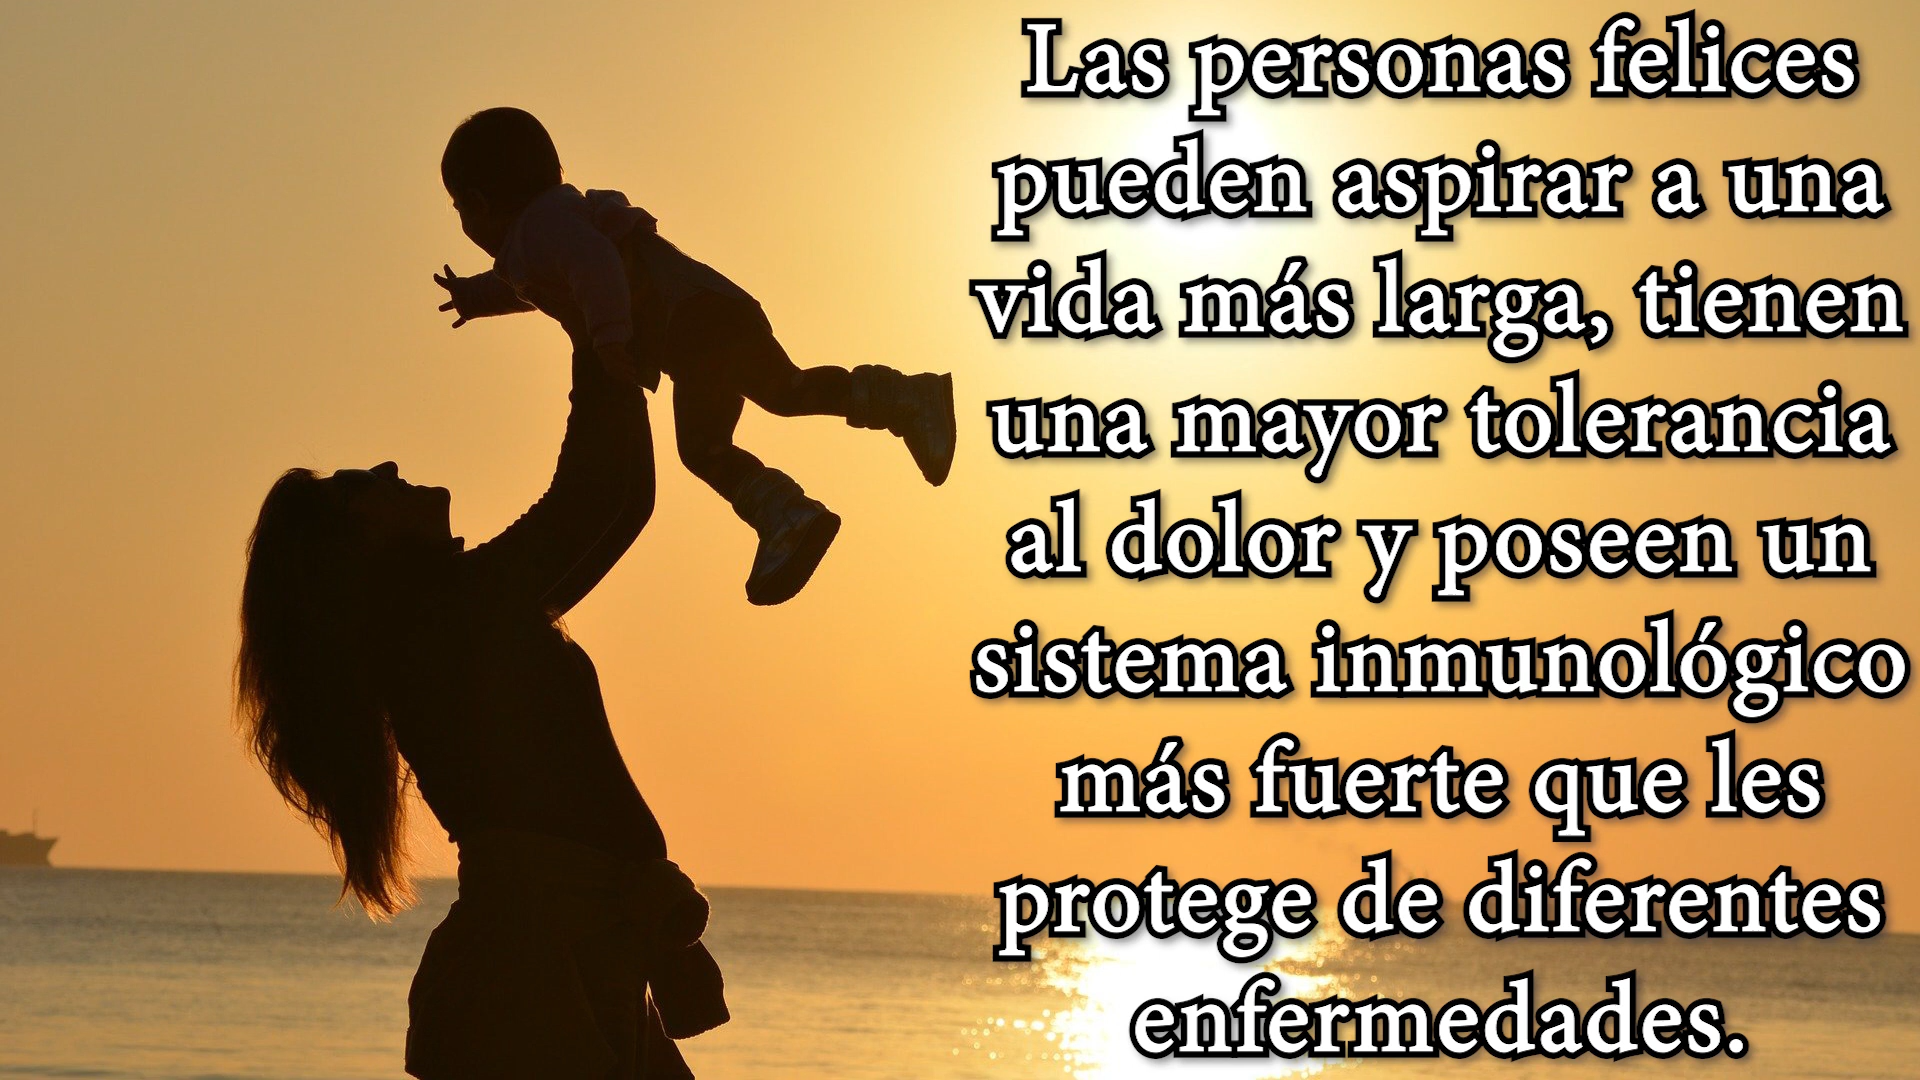 Las personas felices
pueden aspirar a una
vida más larga, tienen
una mayor tolerancia
al dolor y poseen un
sistema inmunológico
más fuerte que les
protege de diferentes
enfermedades.